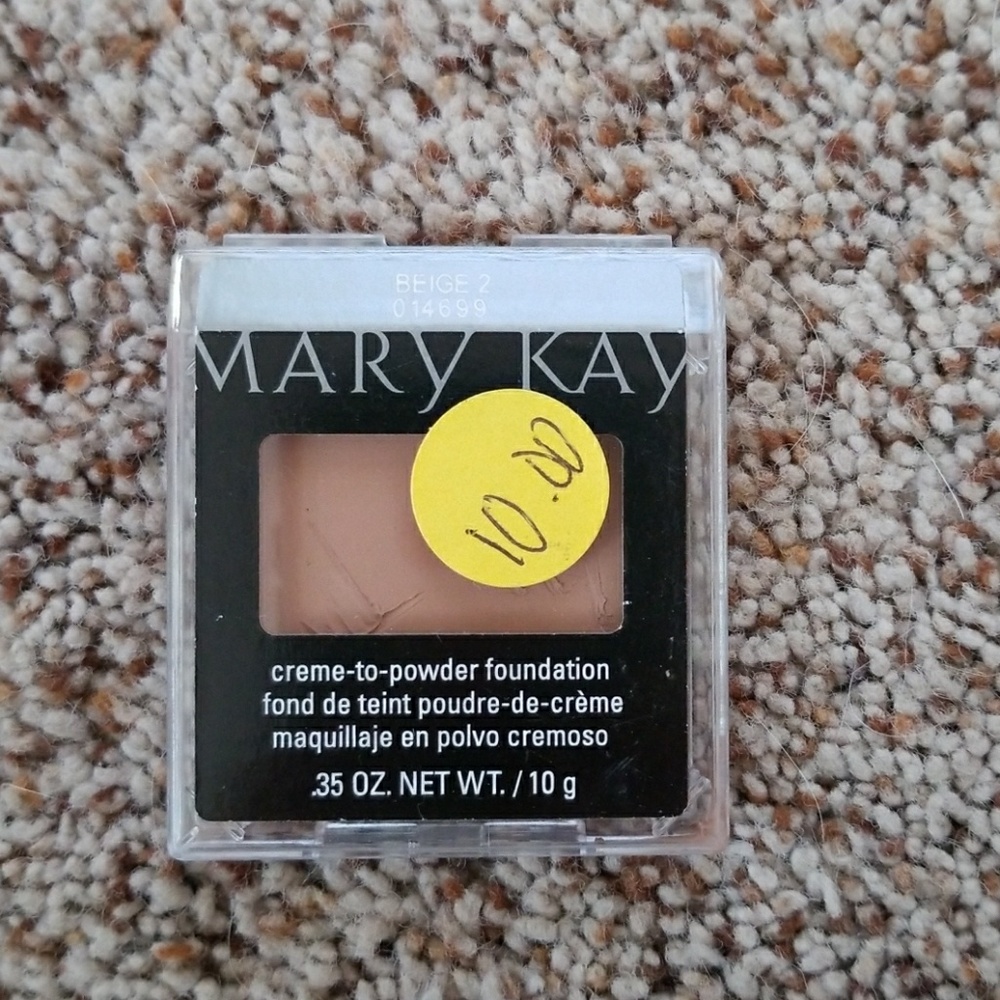 BEIGE 2
014699
MARY KAY
10.00
creme-to-powder foundation
fond de teint poudre-de-crème
maquillaje en polvo cremoso
.35 OZ. NET WT. / 10 g